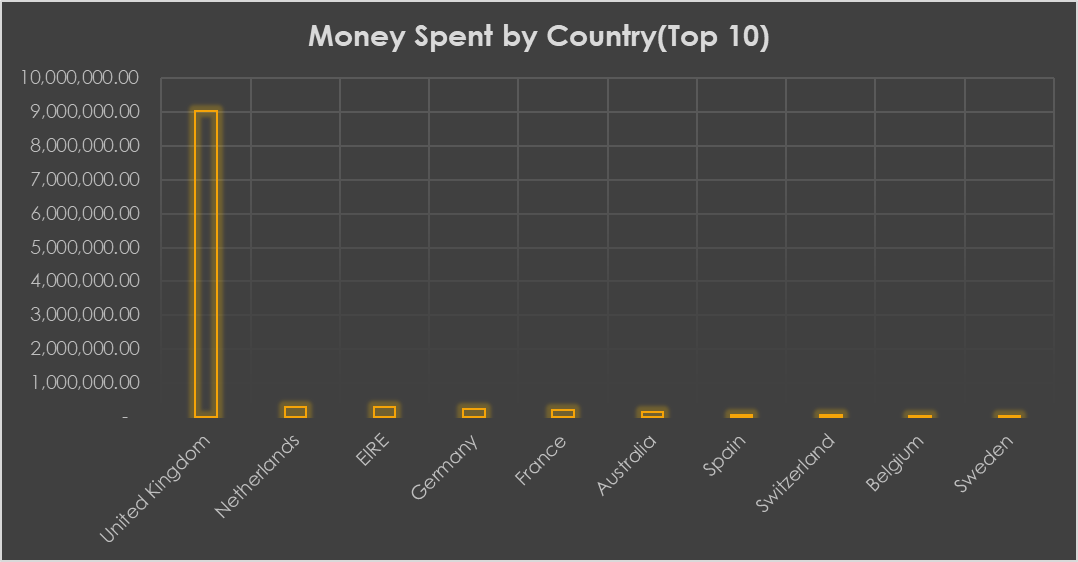 Money Spent by Country(Top 10)
10,000,000.00
9,000,000.00
8,000,000.00
7,000,000.00
6,000,000.00
5,000,000.00
4,000,000.00
3,000,000.00
2,000,000.00
1,000,000.00
-
United Kingdom
Netherlands
EIRE
Germany
France
Australia
Spain
Switzerland
Belgium
Sweden